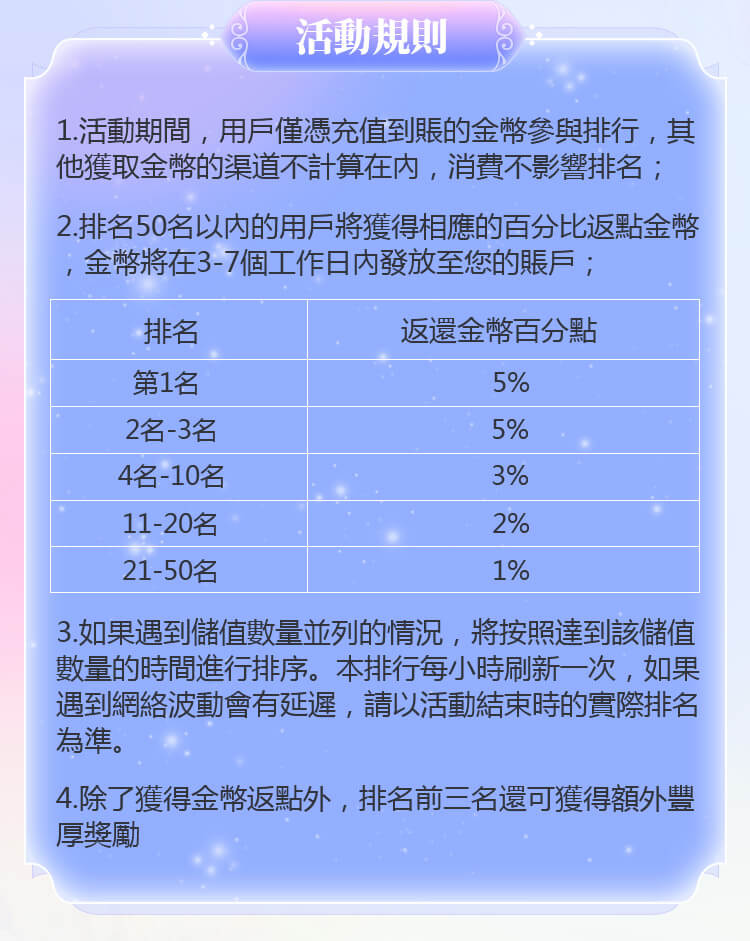 活動規則
1.活動期間，用戶僅憑充值到賬的金幣參與排行，其
他獲取金幣的渠道不計算在內，消費不影響排名；
2.排名50名以內的用戶將獲得相應的百分比返點金幣
，金幣將在3-7個工作日內發放至您的賬戶；
排名 返還金幣百分點
第1名 5%
2名-3名 5%
4名-10名 3%
11-20名 2%
21-50名 1%
3.如果遇到儲值數量並列的情況，將按照達到該儲值
數量的時間進行排序。本排行每小時刷新一次，如果
遇到網絡波動會有延遲，請以活動結束時的實際排名
為準。
4.除了獲得金幣返點外，排名前三名還可獲得額外豐
厚獎勵